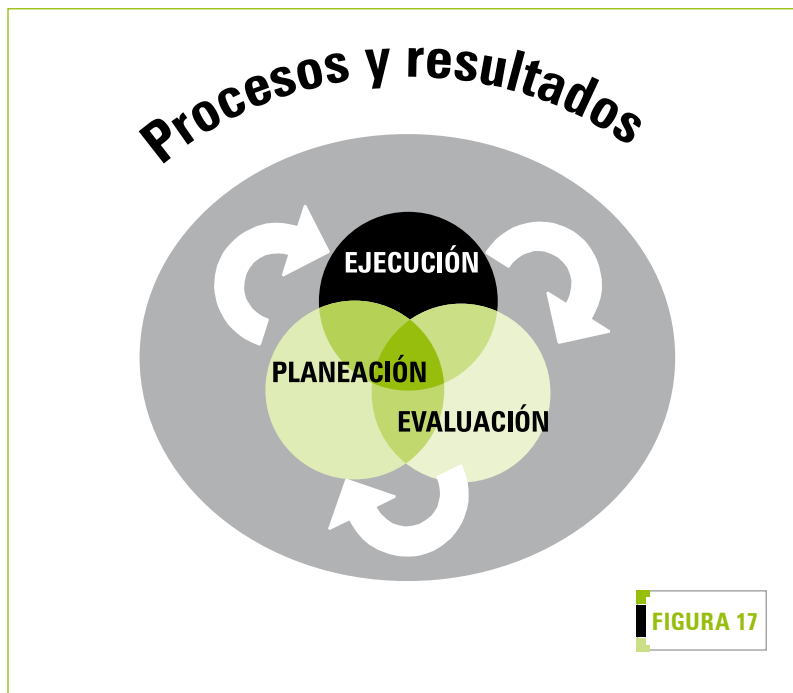 Procesos y resultados
EJECUCIÓN
PLANEACIÓN
EVALUACIÓN
FIGURA 17